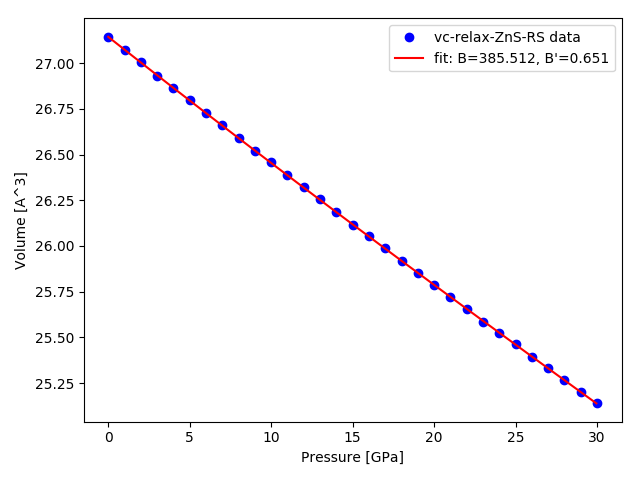 vc-relax-ZnS-RS data
fit: B=385.512, B'=0.651
Volume [A^3]
27.00
26.75
26.50
26.25
26.00
25.75
25.50
25.25
0 5 10 15 20 25 30
Pressure [GPa]